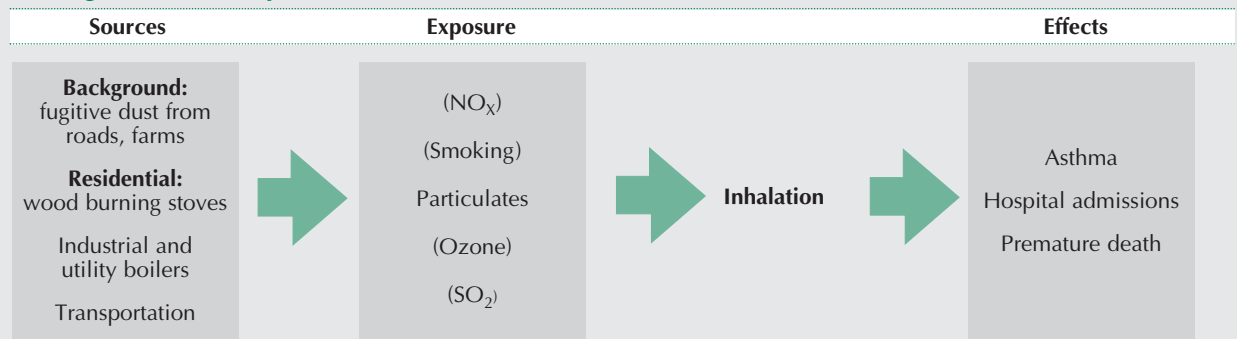 Sources Exposure Effects
Background:
fugitive dust from
roads, farms
Residential:
wood burning stoves
Industrial and
utility boilers
Transportation
(NOX)
(Smoking)
Particulates
(Ozone)
(SO2)
Inhalation
Asthma
Hospital admissions
Premature death